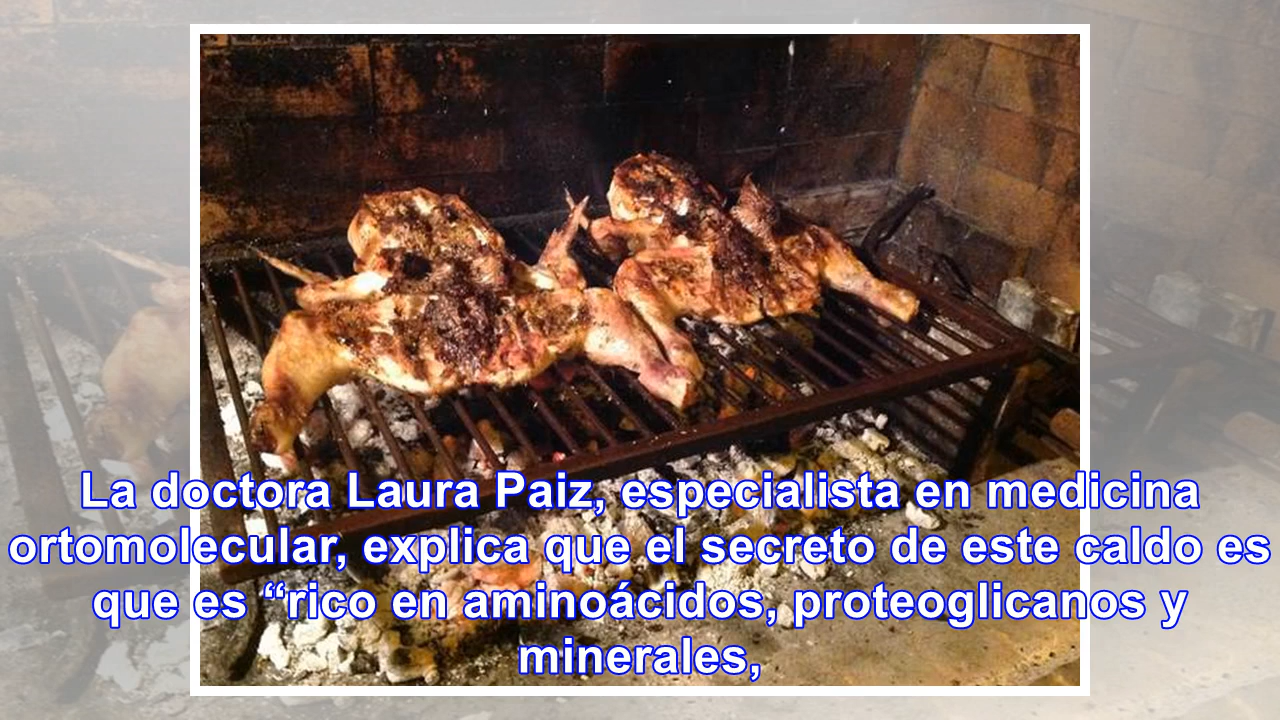 La doctora Laura Paiz, especialista en medicina
ortomolecular, explica que el secreto de este caldo es
que es “rico en aminoácidos, proteoglicanos y
minerales,